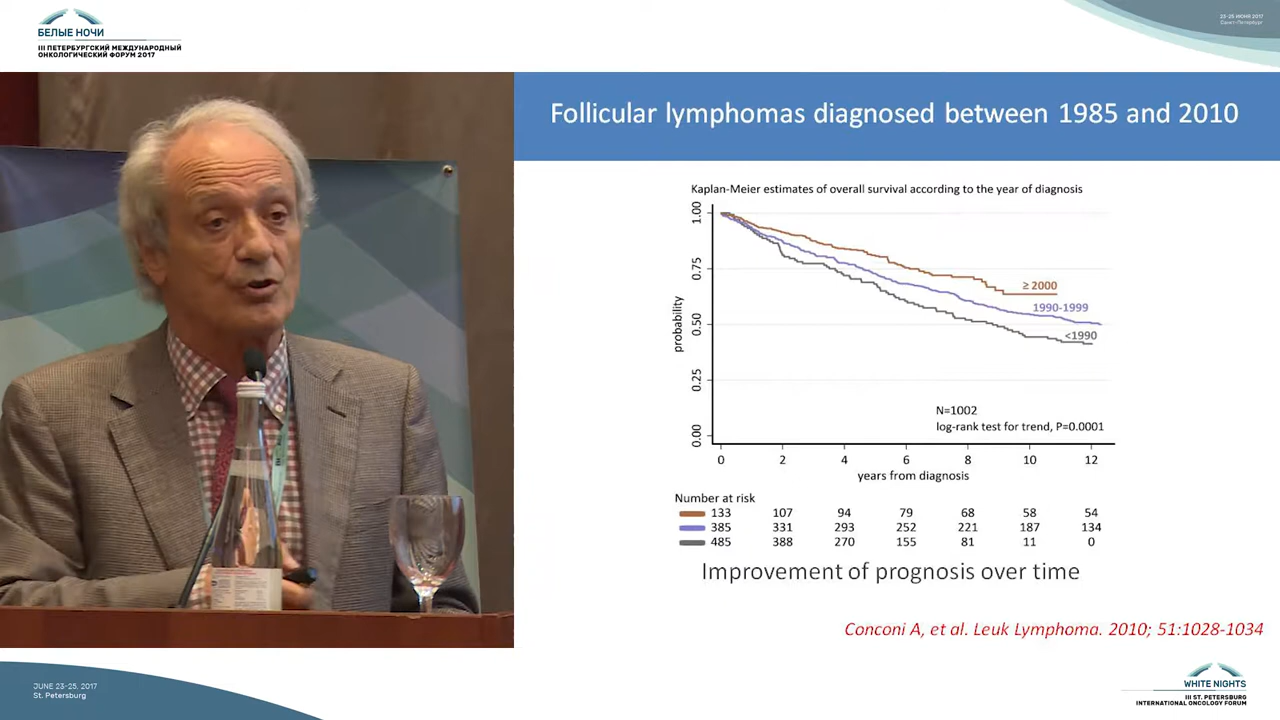 БЕЛЫЕ НОЧИ
III ПЕТЕРБУРГСКИЙ МЕЖДУНАРОДНЫЙ
ОНКОЛОГИЧЕСКИЙ ФОРУМ 2017
23-25 ИЮНЯ 2017
Санкт-Петербург
Follicular lymphomas diagnosed between 1985 and 2010
Kaplan-Meier estimates of overall survival according to the year of diagnosis
1.00
0.75
0.50
0.25
0.00
probability
≥ 2000
1990-1999
<1990
N=1002
log-rank test for trend, P=0.0001
0 2 4 6 8 10 12
years from diagnosis
Number at risk
133 107 94 79 68 58 54
385 331 293 252 221 187 134
485 388 270 155 81 11 0
Improvement of prognosis over time
Conconi A, et al. Leuk Lymphoma. 2010; 51:1028-1034
JUNE 23-25, 2017
St. Petersburg
WHITE NIGHTS
III ST. PETERSBURG
INTERNATIONAL ONCOLOGY FORUM